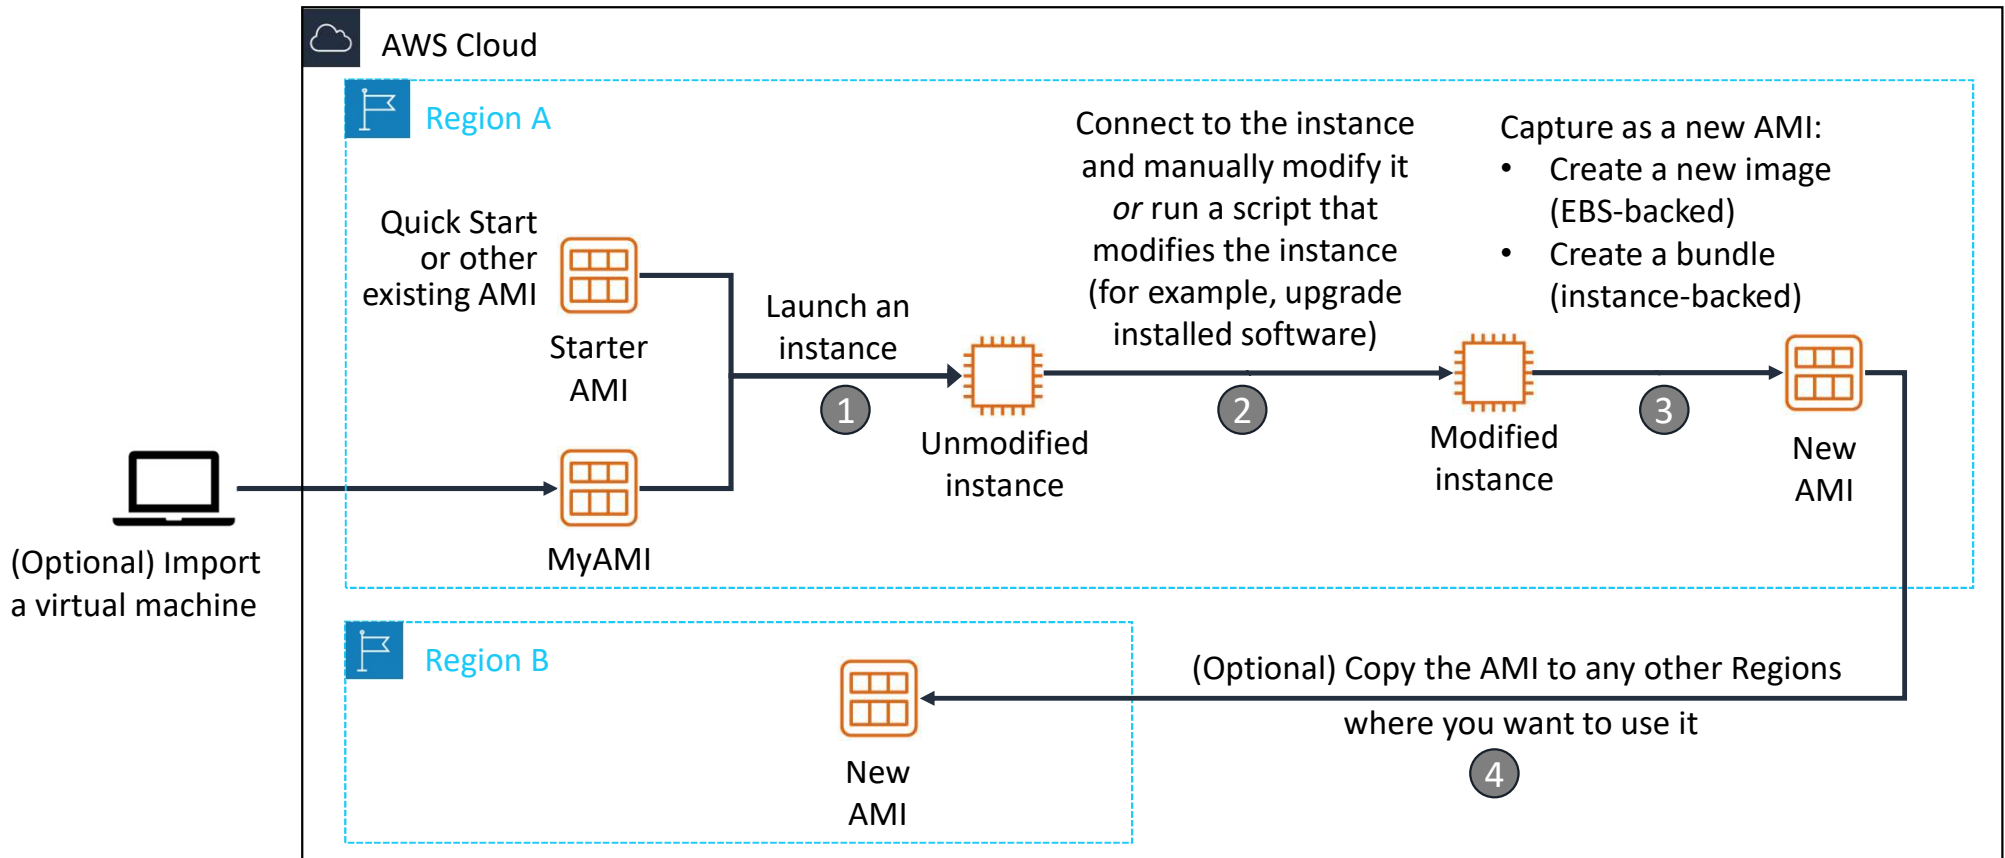 AWS Cloud
Region A
Quick Start
or other
existing AMI
Starter
AMI
MyAMI
(Optional) Import
a virtual machine
Launch an
instance
1
Unmodified
instance
Connect to the instance
and manually modify it
or run a script that
modifies the instance
(for example, upgrade
installed software)
2
Modified
instance
Capture as a new AMI:
• Create a new image
(EBS-backed)
• Create a bundle
(instance-backed)
3
New
AMI
Region B
New
AMI
(Optional) Copy the AMI to any other Regions
where you want to use it
4